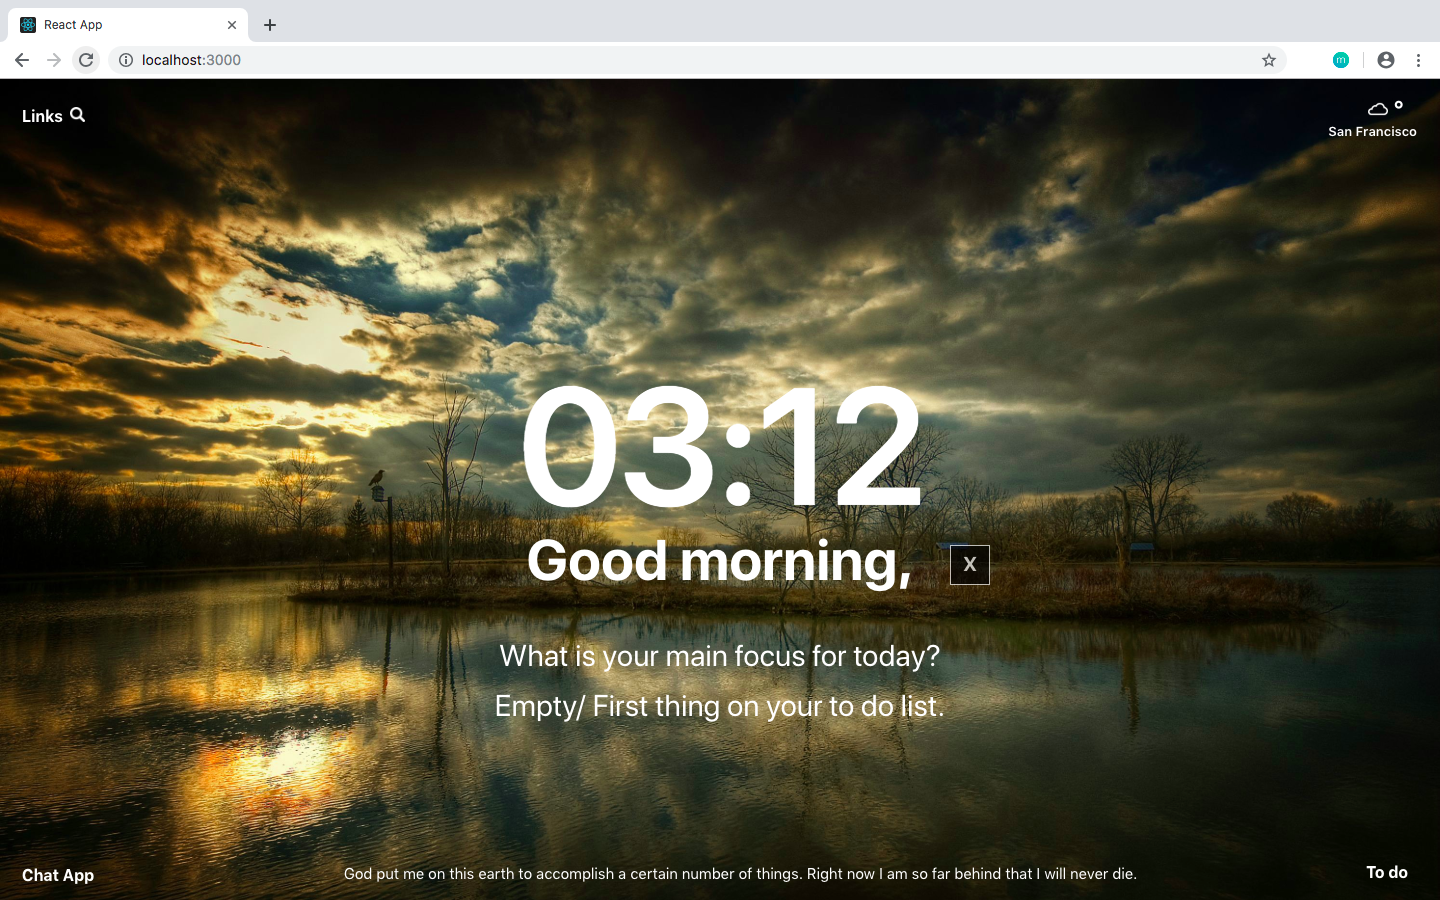 React App
localhost:3000
Links
°
San Francisco
03:12
Good morning,
X
What is your main focus for today?
Empty/ First thing on your to do list.
Chat App
God put me on this earth to accomplish a certain number of things. Right now I am so far behind that I will never die.
To do